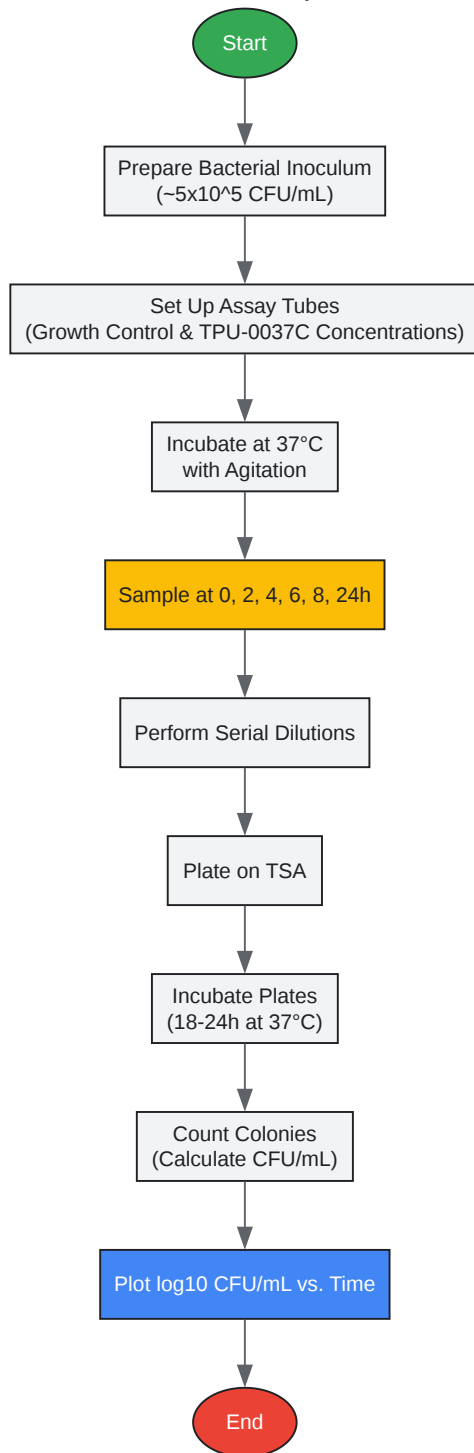 Start
Prepare Bacterial Inoculum
(~5x10^5 CFU/mL)
Set Up Assay Tubes
(Growth Control & TPU-0037C Concentrations)
Incubate at 37°C
with Agitation
Sample at 0, 2, 4, 6, 8, 24h
Perform Serial Dilutions
Plate on TSA
Incubate Plates
(18-24h at 37°C)
Count Colonies
(Calculate CFU/mL)
Plot log10 CFU/mL vs. Time
End